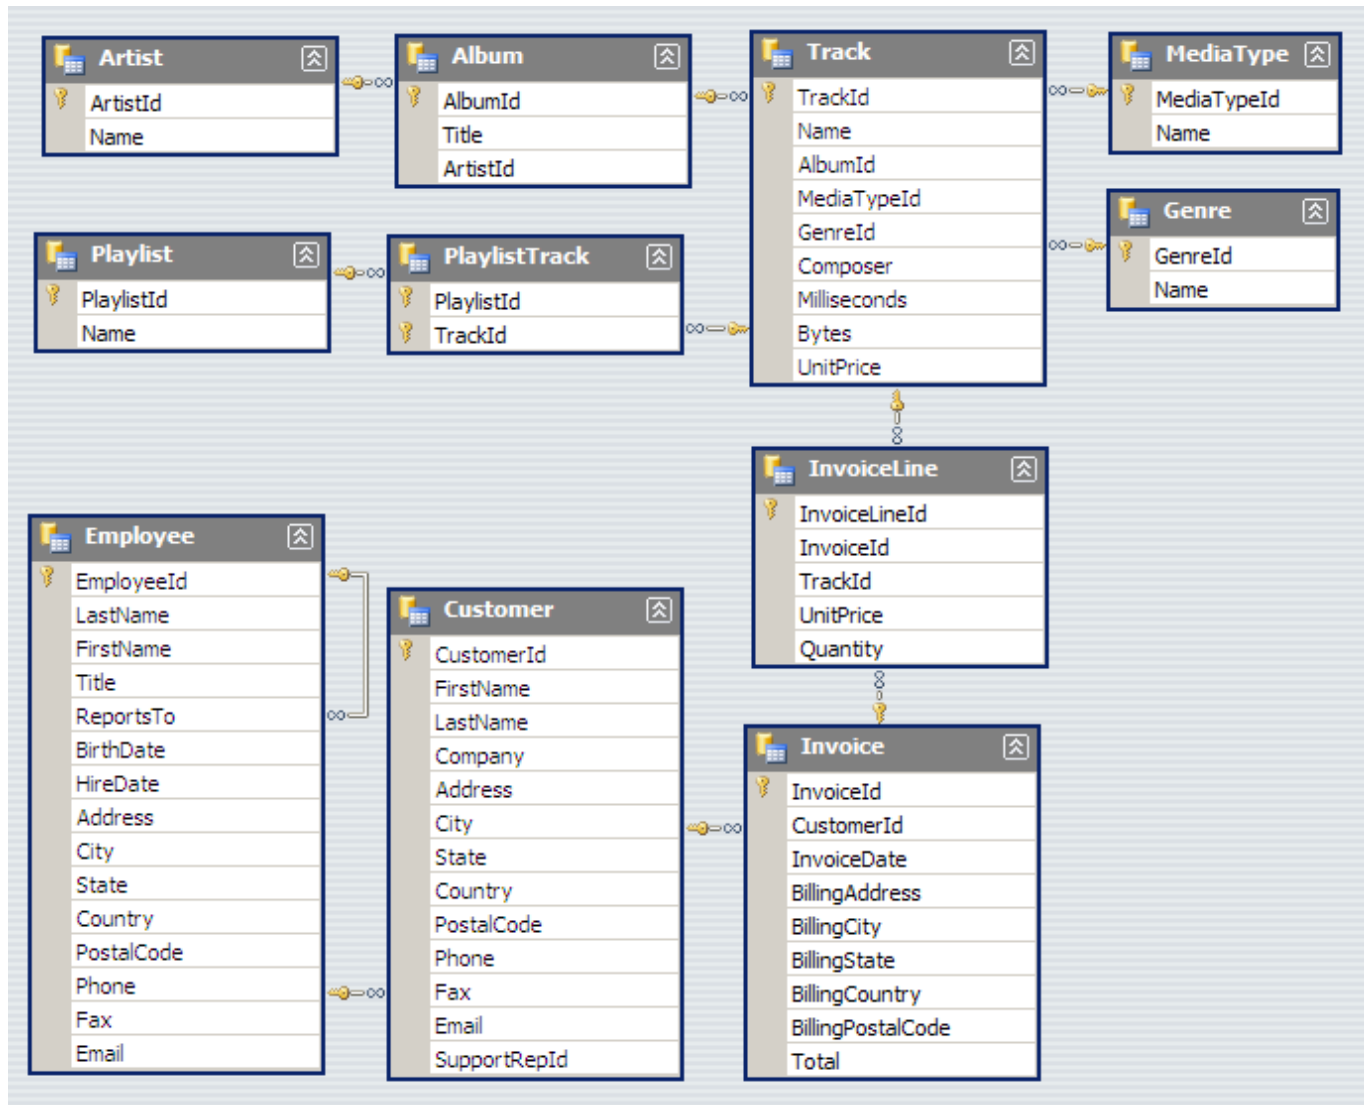 Artist
ArtistId
Name
Album
AlbumId
Title
ArtistId
Track
TrackId
Name
AlbumId
MediaTypeId
GenreId
Composer
Milliseconds
Bytes
UnitPrice
MediaType
MediaTypeId
Name
Genre
GenreId
Name
Playlist
PlaylistId
Name
PlaylistTrack
PlaylistId
TrackId
InvoiceLine
InvoiceLineId
InvoiceId
TrackId
UnitPrice
Quantity
Employee
EmployeeId
LastName
FirstName
Title
ReportsTo
BirthDate
HireDate
Address
City
State
Country
PostalCode
Phone
Fax
Email
Customer
CustomerId
FirstName
LastName
Company
Address
City
State
Country
PostalCode
Phone
Fax
Email
SupportRepId
Invoice
InvoiceId
CustomerId
InvoiceDate
BillingAddress
BillingCity
BillingState
BillingCountry
BillingPostalCode
Total